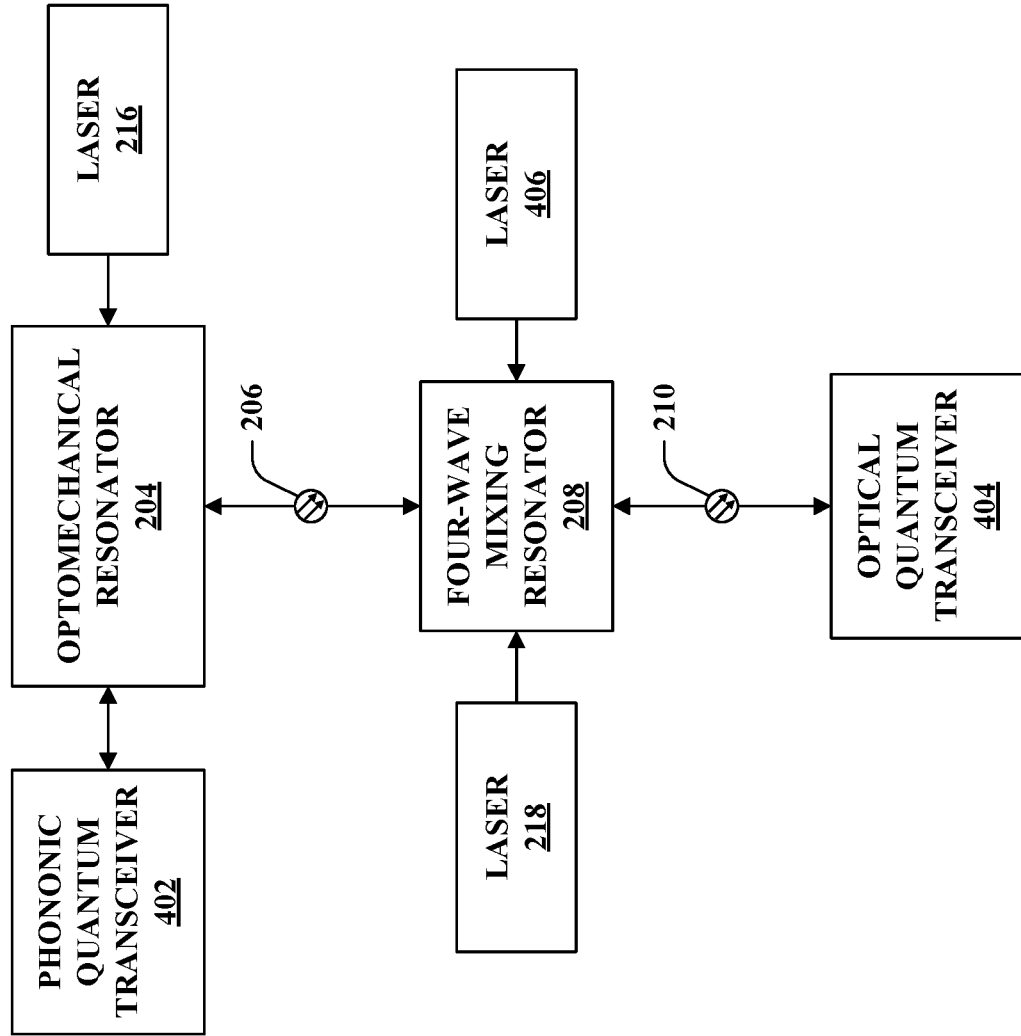 PHONONIC
QUANTUM
TRANSCEIVER
402
OPTOMECHANICAL
RESONATOR
204
LASER
216
206
LASER
218
FOUR-WAVE
MIXING
RESONATOR
208
LASER
406
210
OPTICAL
QUANTUM
TRANSCEIVER
404